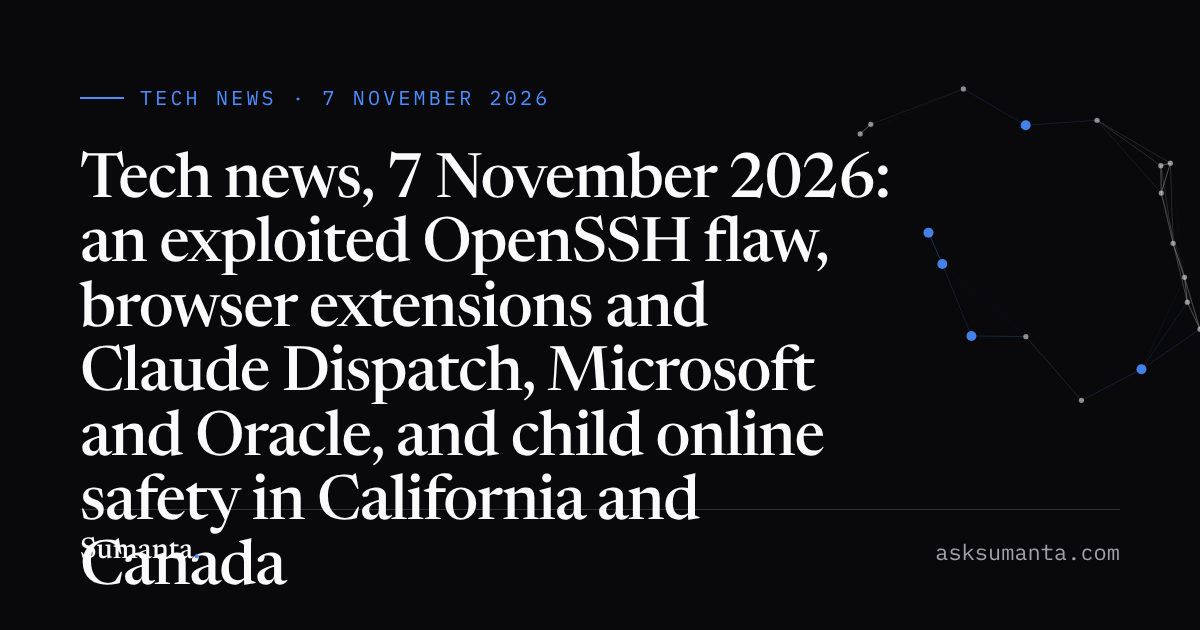 TECH NEWS · 7 NOVEMBER 2026
Tech news, 7 November 2026:
an exploited OpenSSH flaw,
browser extensions and
Claude Dispatch, Microsoft
and Oracle, and child online
safety in California and
Canada
Sumanta.
asksumanta.com